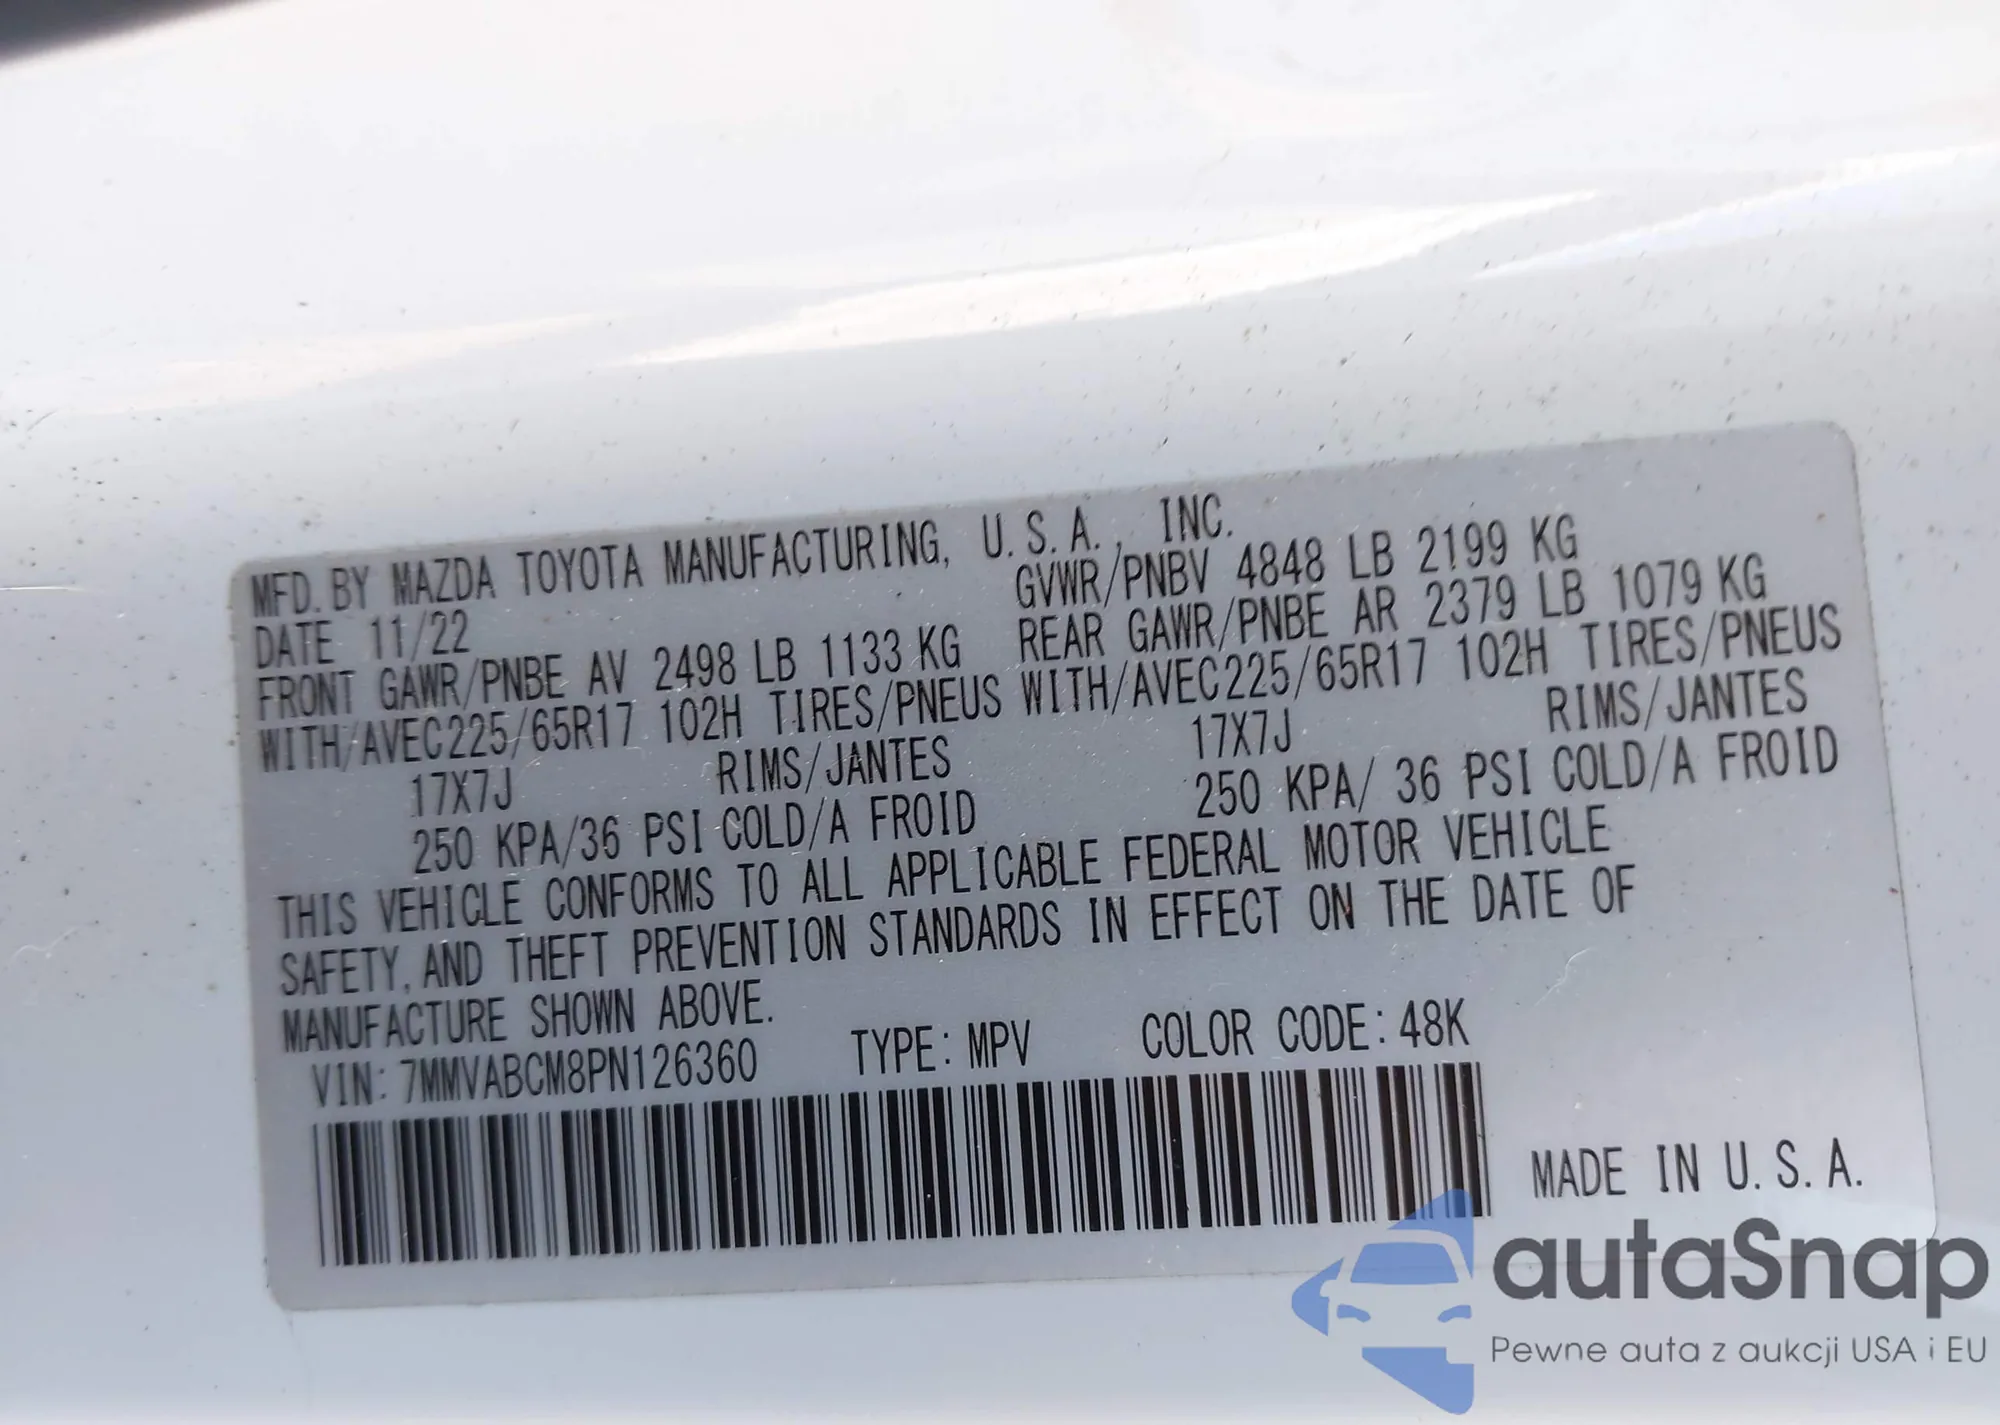 MFD. BY MAZDA TOYOTA MANUFACTURING, U.S.A., INC.
DATE 11/22 GVWR/PNBV 4848 LB 2199 KG
FRONT GAWR/PNBE AV 2498 LB 1133 KG REAR GAWR/PNBE AR 2379 LB 1079 KG
WITH/AVEC225/65R17 102H TIRES/PNEUS WITH/AVEC225/65R17 102H TIRES/PNEUS
17X7J RIMS/JANTES 17X7J RIMS/JANTES
250 KPA/36 PSI COLD/A FROID 250 KPA/ 36 PSI COLD/A FROID
THIS VEHICLE CONFORMS TO ALL APPLICABLE FEDERAL MOTOR VEHICLE
SAFETY, AND THEFT PREVENTION STANDARDS IN EFFECT ON THE DATE OF
MANUFACTURE SHOWN ABOVE.
VIN: 7MMVABCM8PN126360 TYPE: MPV COLOR CODE: 48K
MADE IN U.S.A.
autaSnap
Pewne auta z aukcji USA i EU